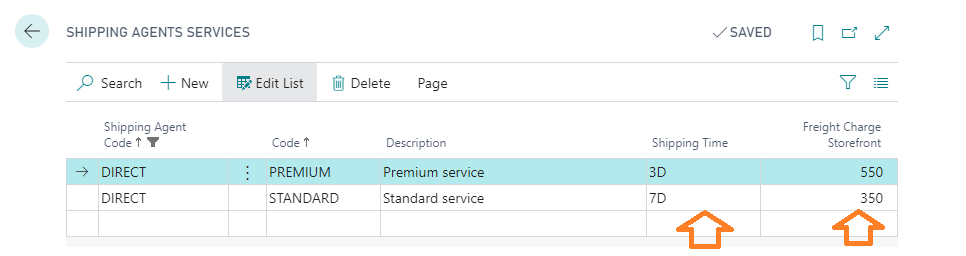 SHIPPING AGENTS SERVICES
SAVED
Search
New
Edit List
Delete
Page
Shipping Agent
Code
Code
Description
Shipping Time
Freight Charge
Storefront
DIRECT PREMIUM Premium service 3D 550
DIRECT STANDARD Standard service 7D 350